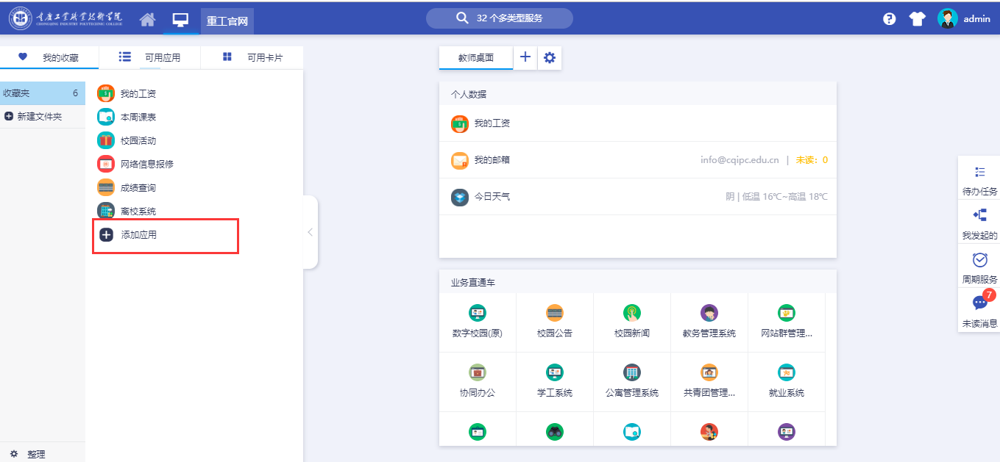 重庆工业职业技术学院
CHONGQING INDUSTRY POLYTECHNIC COLLEGE
重工官网
32 个多类型服务
admin
我的收藏
可用应用
可用卡片
收藏夹 6
新建文件夹
整理
我的工资
本周课表
校园活动
网络信息报修
成绩查询
离校系统
添加应用
教师桌面
个人数据
我的工资
我的邮箱 info@cqipc.edu.cn | 未读：0
今日天气 阴 | 低温 16℃~高温 18℃
业务直通车
数字校园(原) 校园公告 校园新闻 教务管理系统 网站群管理...
协同办公 学工系统 公寓管理系统 共青团管理... 就业系统
待办任务
我发起的
周期服务
7
未读消息